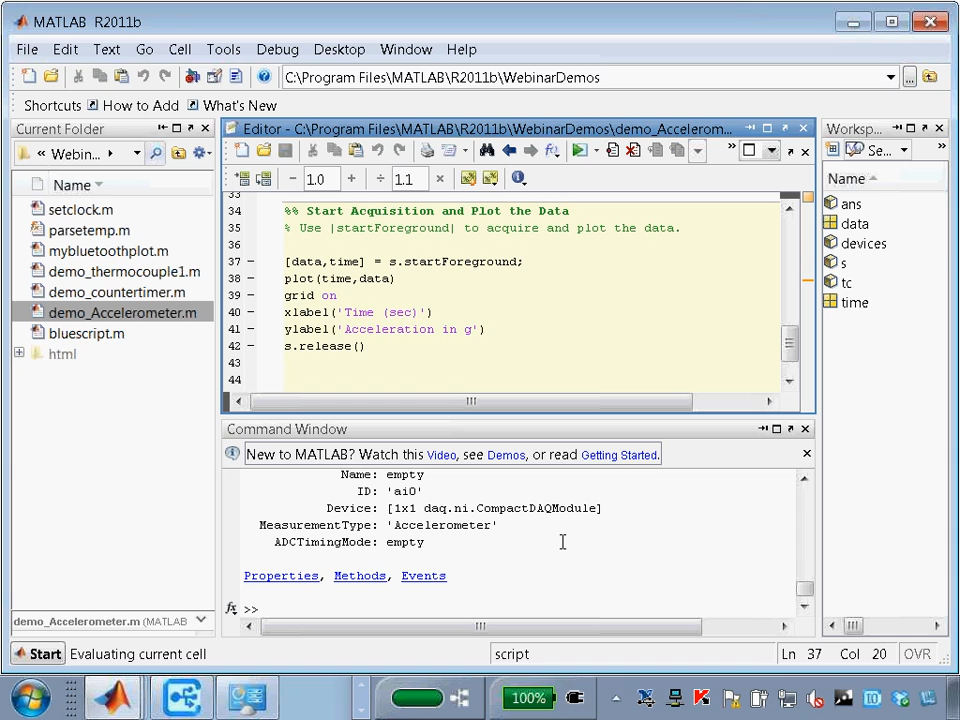 MATLAB R2011b
File Edit Text Go Cell Tools Debug Desktop Window Help
C:\Program Files\MATLAB\R2011b\WebinarDemos
...
Shortcuts How to Add What's New
Current Folder
« Webin...
Name
setclock.m
parsetemp.m
mybluetoothplot.m
demo_thermocouple1.m
demo_countertimer.m
demo_Accelerometer.m
bluescript.m
html
demo_Accelerometer.m (MATLAB
Editor - C:\Program Files\MATLAB\R2011b\WebinarDemos\demo_Accelerom...
− 1.0 + ÷ 1.1 ×
33
34 %% Start Acquisition and Plot the Data
35 % Use |startForeground| to acquire and plot the data.
36
37 − [data,time] = s.startForeground;
38 − plot(time,data)
39 − grid on
40 − xlabel('Time (sec)')
41 − ylabel('Acceleration in g')
42 − s.release()
43
44
Command Window
New to MATLAB? Watch this Video, see Demos, or read Getting Started.
Name: empty
ID: 'ai0'
Device: [1x1 daq.ni.CompactDAQModule]
MeasurementType: 'Accelerometer'
ADCTimingMode: empty
Properties, Methods, Events
fx >>
Worksp...
Se...
Name
ans
data
devices
s
tc
time
Start Evaluating current cell
script
Ln 37 Col 20 OVR
100%